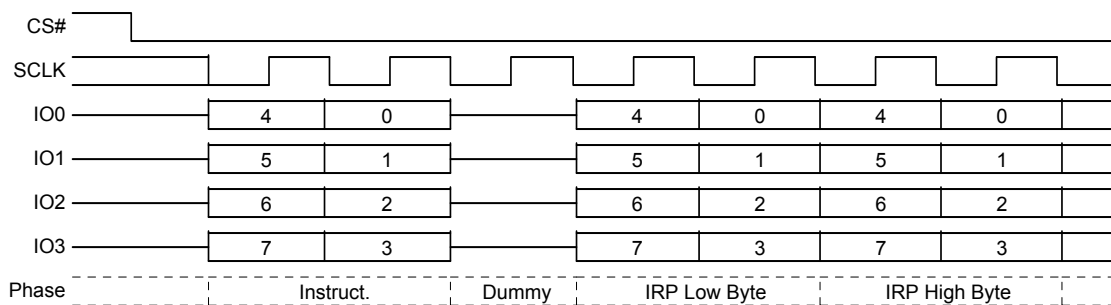 CS#
SCLK
IO0 4 0 4 0 4 0
IO1 5 1 5 1 5 1
IO2 6 2 6 2 6 2
IO3 7 3 7 3 7 3
Phase Instruct. Dummy IRP Low Byte IRP High Byte